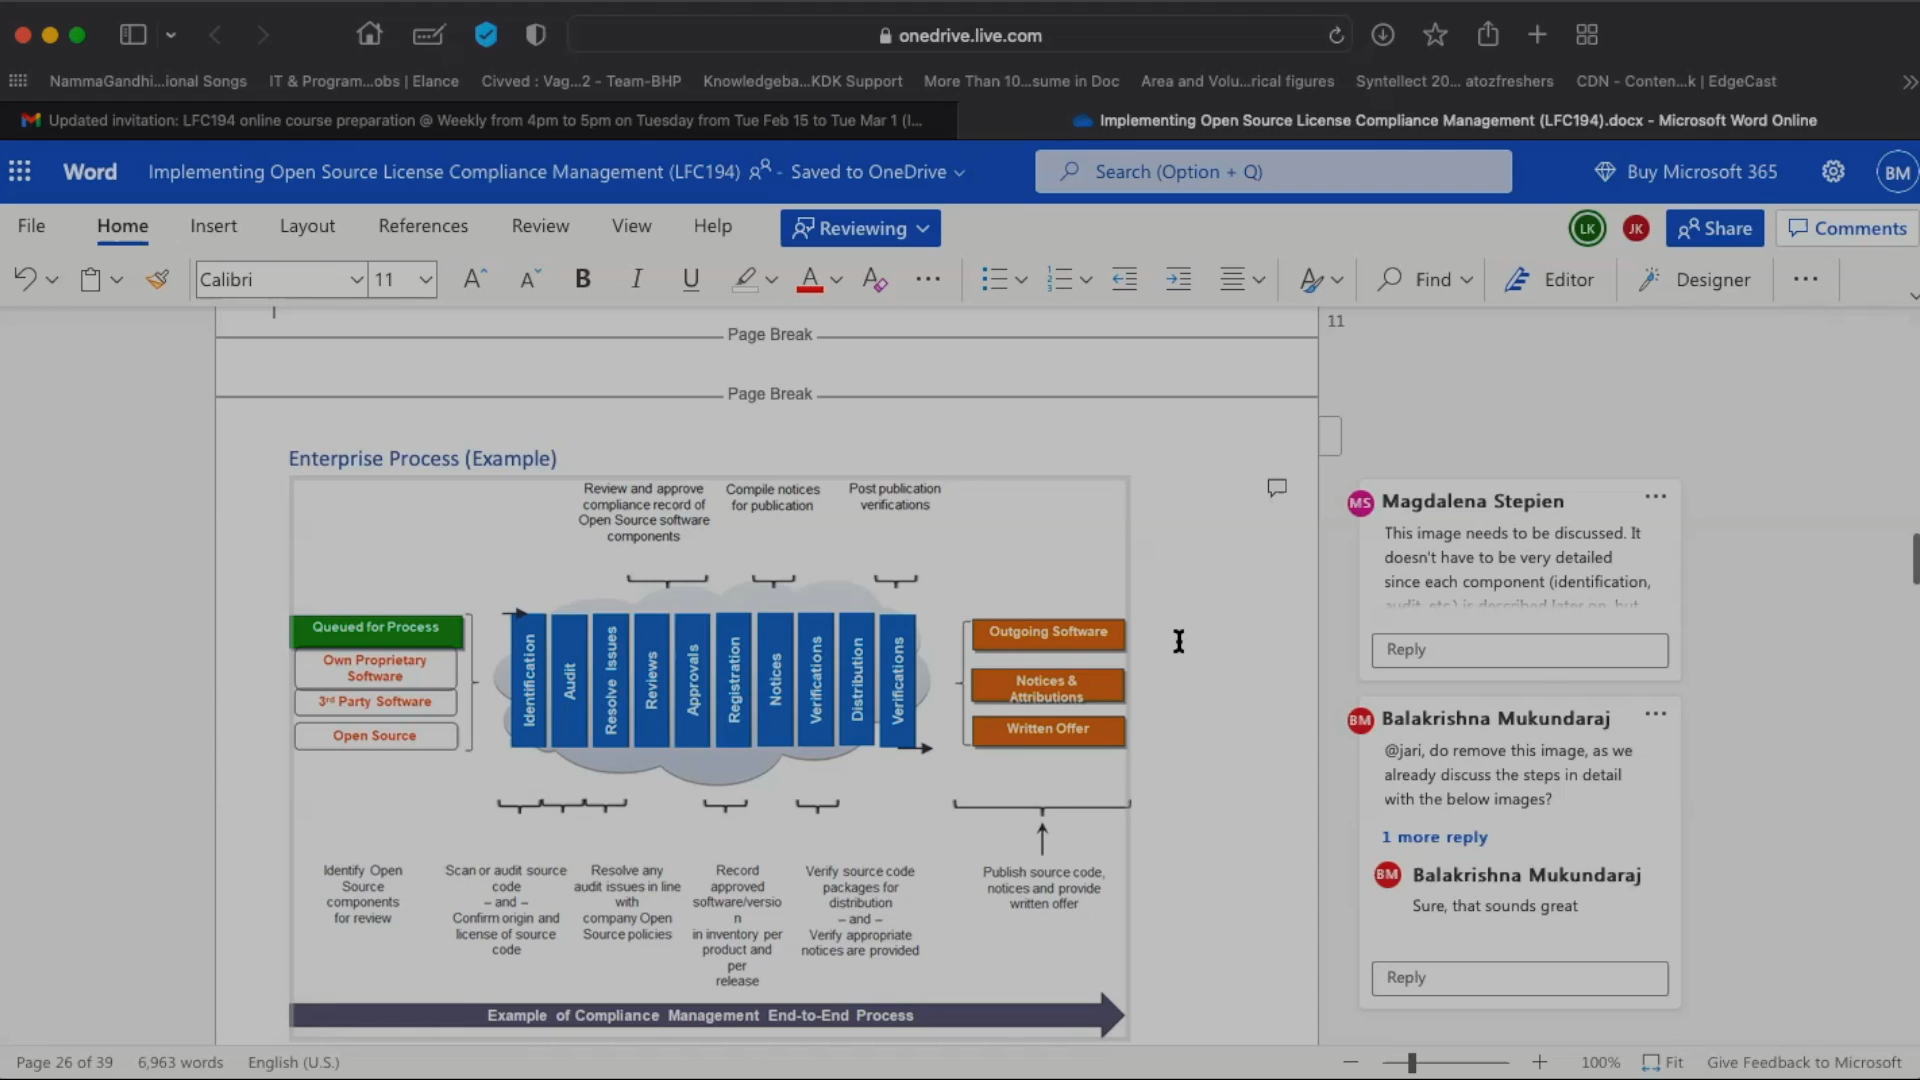 onedrive.live.com
NammaGandhi...ional Songs
IT & Program...obs | Elance
Civved : Vag...2 - Team-BHP
Knowledgeba...KDK Support
More Than 10...sume in Doc
Area and Volu...rical figures
Syntellect 20... atozfreshers
CDN - Conten...k | EdgeCast
Updated invitation: LFC194 online course preparation @ Weekly from 4pm to 5pm on Tuesday from Tue Feb 15 to Tue Mar 1 (I...
Implementing Open Source License Compliance Management (LFC194).docx - Microsoft Word Online
Word
Implementing Open Source License Compliance Management (LFC194)
- Saved to OneDrive
Search (Option + Q)
Buy Microsoft 365
BM
File
Home
Insert
Layout
References
Review
View
Help
Reviewing
LK
JK
Share
Comments
Calibri
11
Find
Editor
Designer
Page Break
11
Page Break
Enterprise Process (Example)
Review and approve
compliance record of
Open Source software
components
Compile notices
for publication
Post publication
verifications
Queued for Process
Own Proprietary
Software
3rd Party Software
Open Source
Identification
Audit
Resolve Issues
Reviews
Approvals
Registration
Notices
Verifications
Distribution
Verifications
Outgoing Software
Notices &
Attributions
Written Offer
Identify Open
Source
components
for review
Scan or audit source
code
– and –
Confirm origin and
license of source
code
Resolve any
audit issues in line
with
company Open
Source policies
Record
approved
software/versio
n
in inventory per
product and
per
release
Verify source code
packages for
distribution
– and –
Verify appropriate
notices are provided
Publish source code,
notices and provide
written offer
Example of Compliance Management End-to-End Process
MS
Magdalena Stepien
This image needs to be discussed. It
doesn't have to be very detailed
since each component (identification,
audit, etc) is described later on, but
Reply
BM
Balakrishna Mukundaraj
@jari, do remove this image, as we
already discuss the steps in detail
with the below images?
1 more reply
BM
Balakrishna Mukundaraj
Sure, that sounds great
Reply
Page 26 of 39
6,963 words
English (U.S.)
100%
Fit
Give Feedback to Microsoft